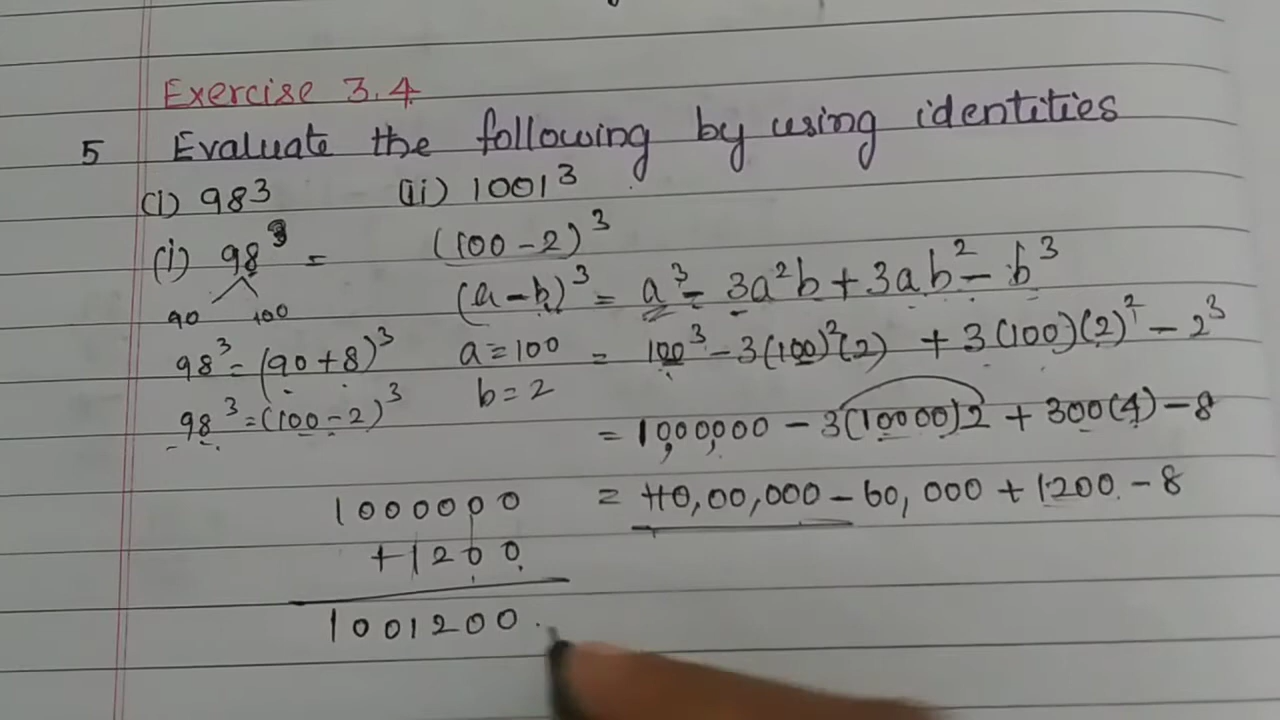 Exercise 3.4
5 Evaluate the following by using identities
(i) 98³ (ii) 1001³
(i) 98³ = (100 - 2)³
90 100
(a - b)³ = a³ - 3a²b + 3ab² - b³
98³ = (90 + 8)³ a = 100 = 100³ - 3(100)²(2) + 3(100)(2)² - 2³
98³ = (100 - 2)³ b = 2
= 1,000,000 - 3(10000)2 + 300(4) - 8
= +10,00,000 - 60,000 + 1200 - 8
1000000
+1200
1001200